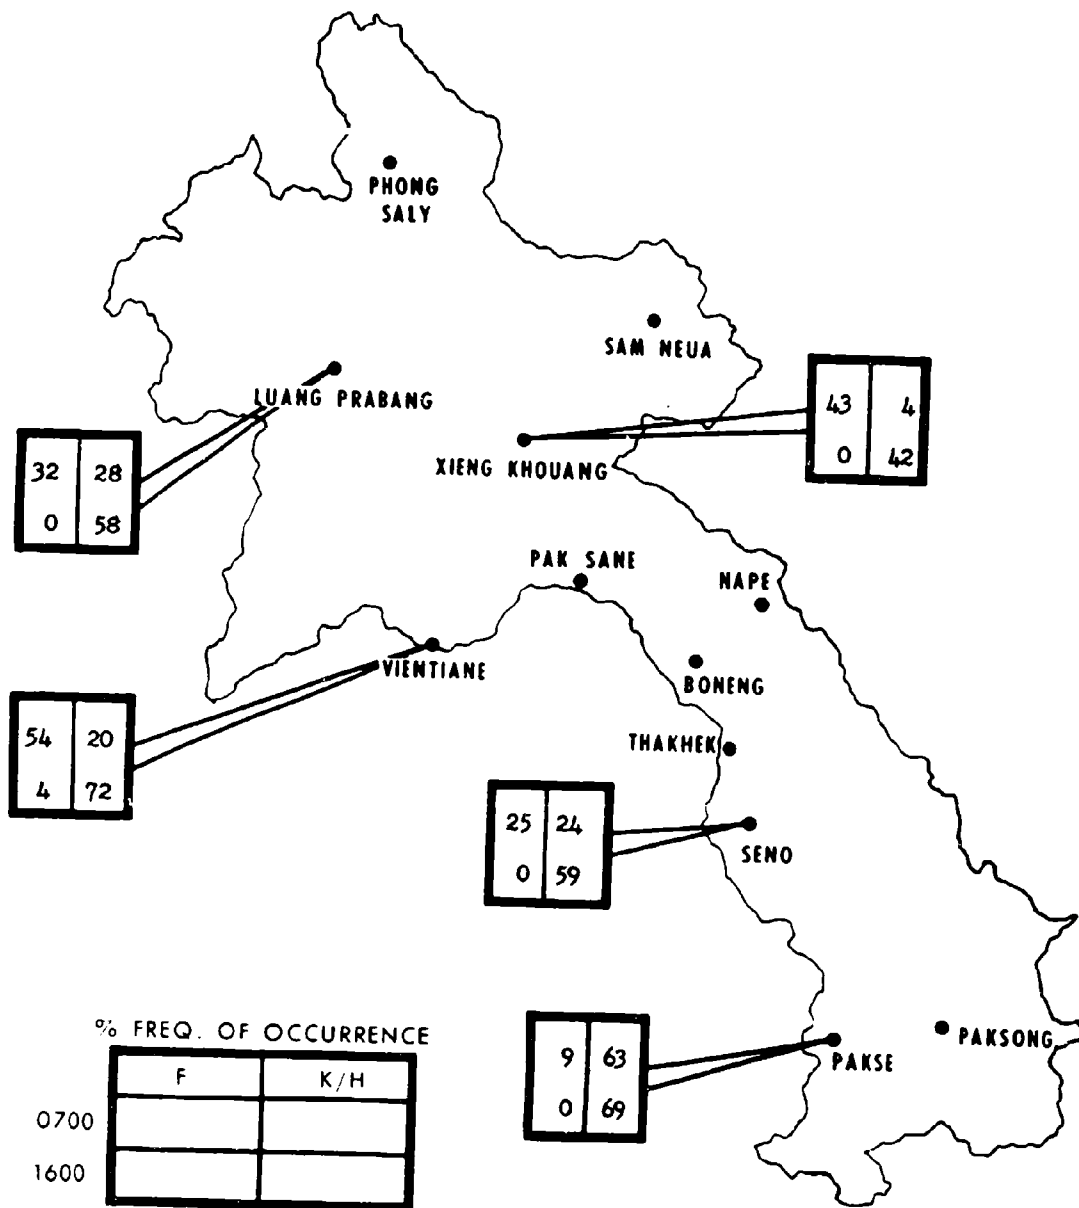 PHONG
SALY
SAM NEUA
LUANG PRABANG
43 4
0 42
XIENG KHOUANG
32 28
0 58
PAK SANE
NAPE
VIENTIANE
BONENG
54 20
4 72
THAKHEK
25 24
0 59
SENO
% FREQ. OF OCCURRENCE
F K/H
0700
1600
9 63
0 69
PAKSE
PAKSONG